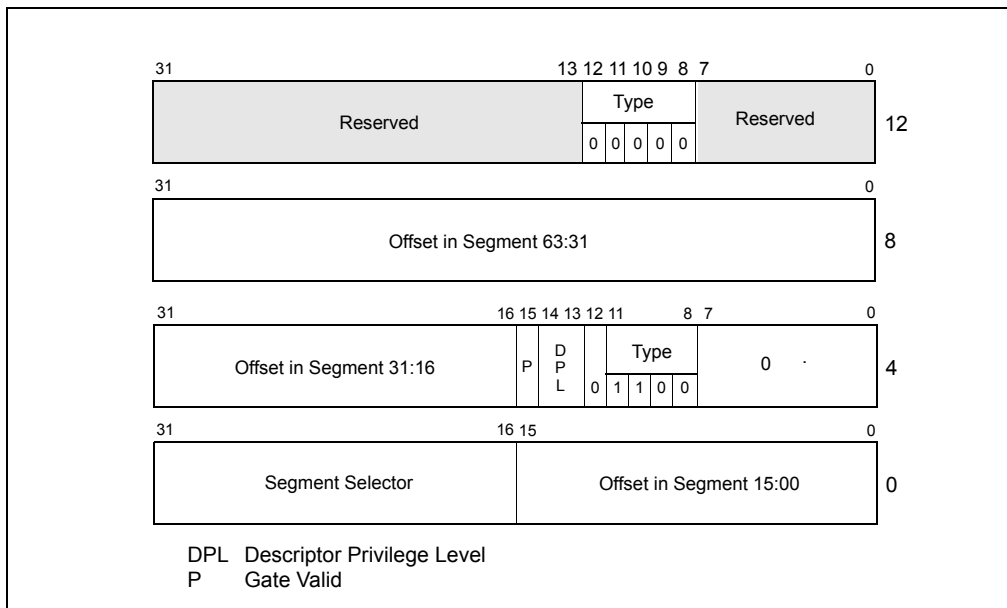 31 13 12 11 10 9 8 7 0
Type
Reserved Reserved 12
0 0 0 0 0
31 0
Offset in Segment 63:31 8
31 16 15 14 13 12 11 8 7 0
Offset in Segment 31:16 P DPL Type 0 . 4
0 1 1 0 0
31 16 15 0
Segment Selector Offset in Segment 15:00 0
DPL Descriptor Privilege Level
P Gate Valid